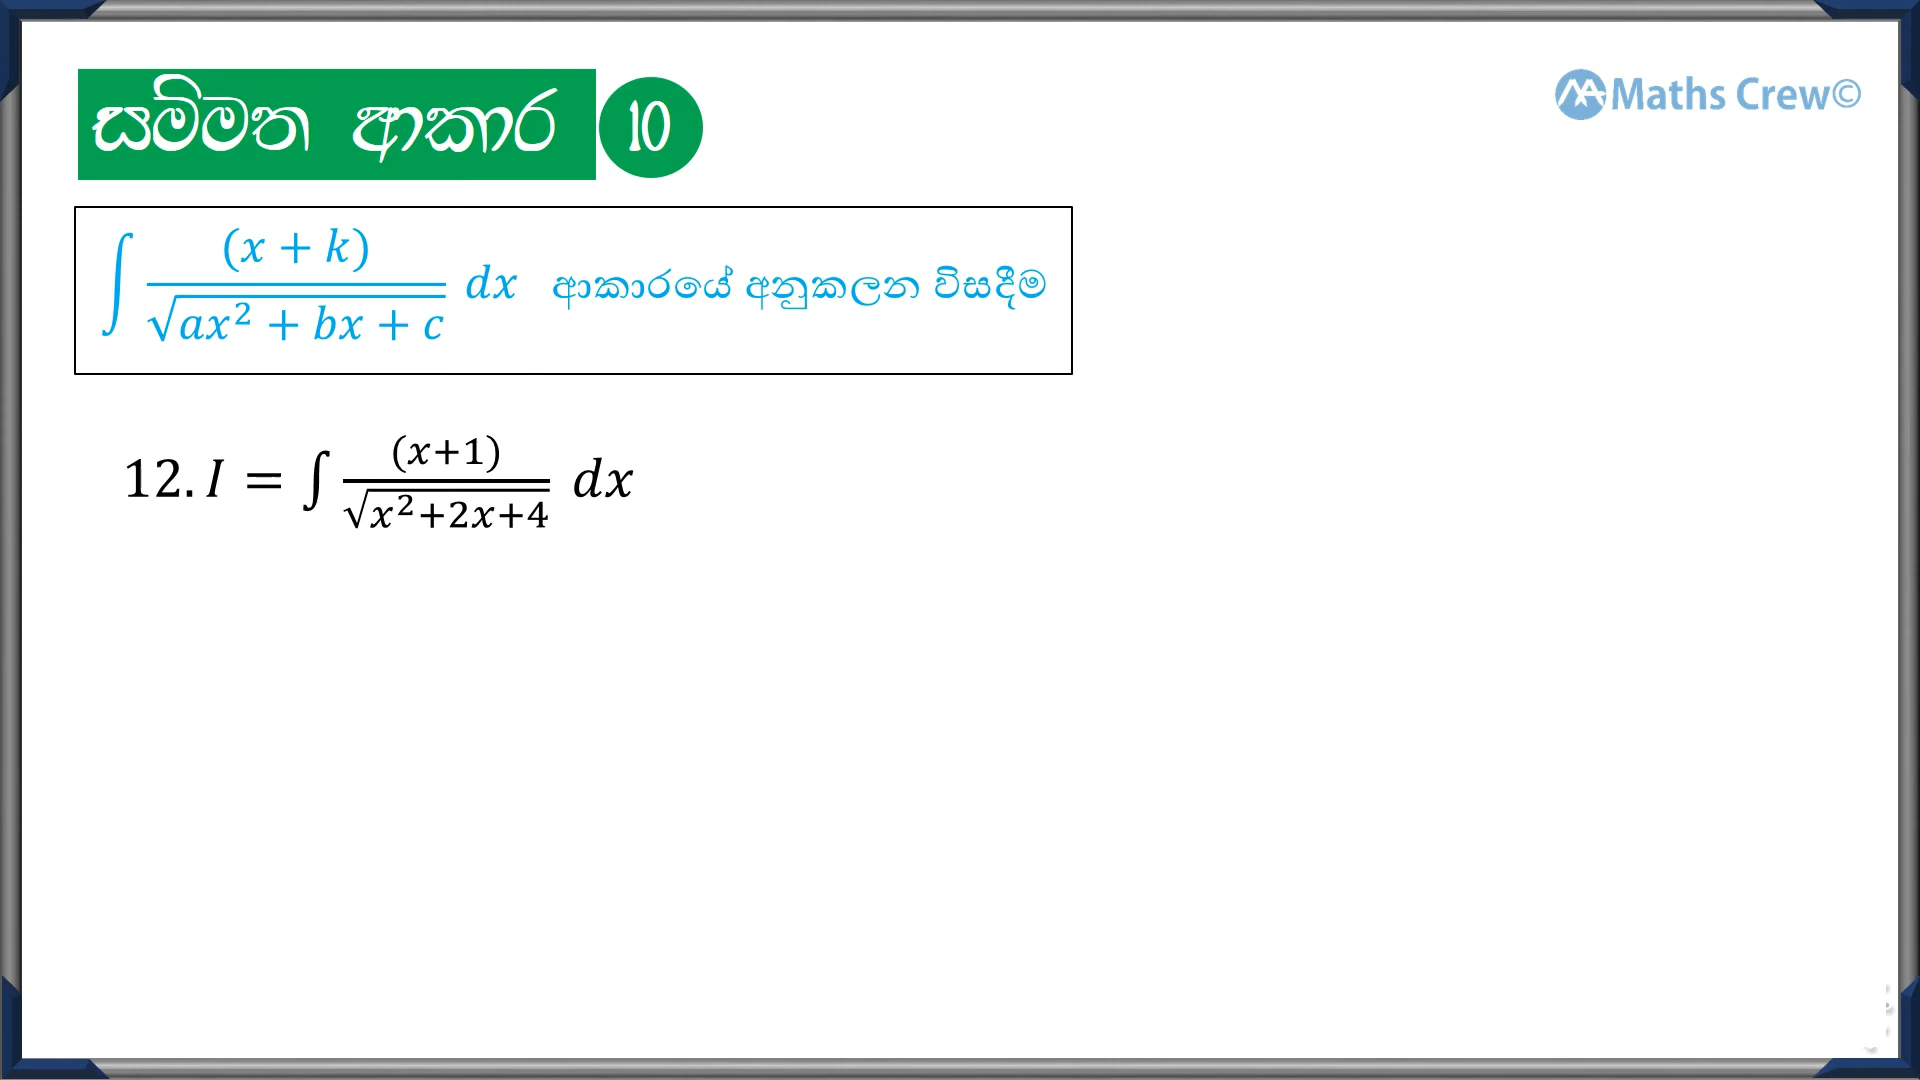 සම්මත ආකාර 10
Maths Crew©
∫ (x + k) / √(ax² + bx + c) dx ආකාරයේ අනුකලන විසදීම
12. I = ∫ (x+1) / √(x²+2x+4) dx